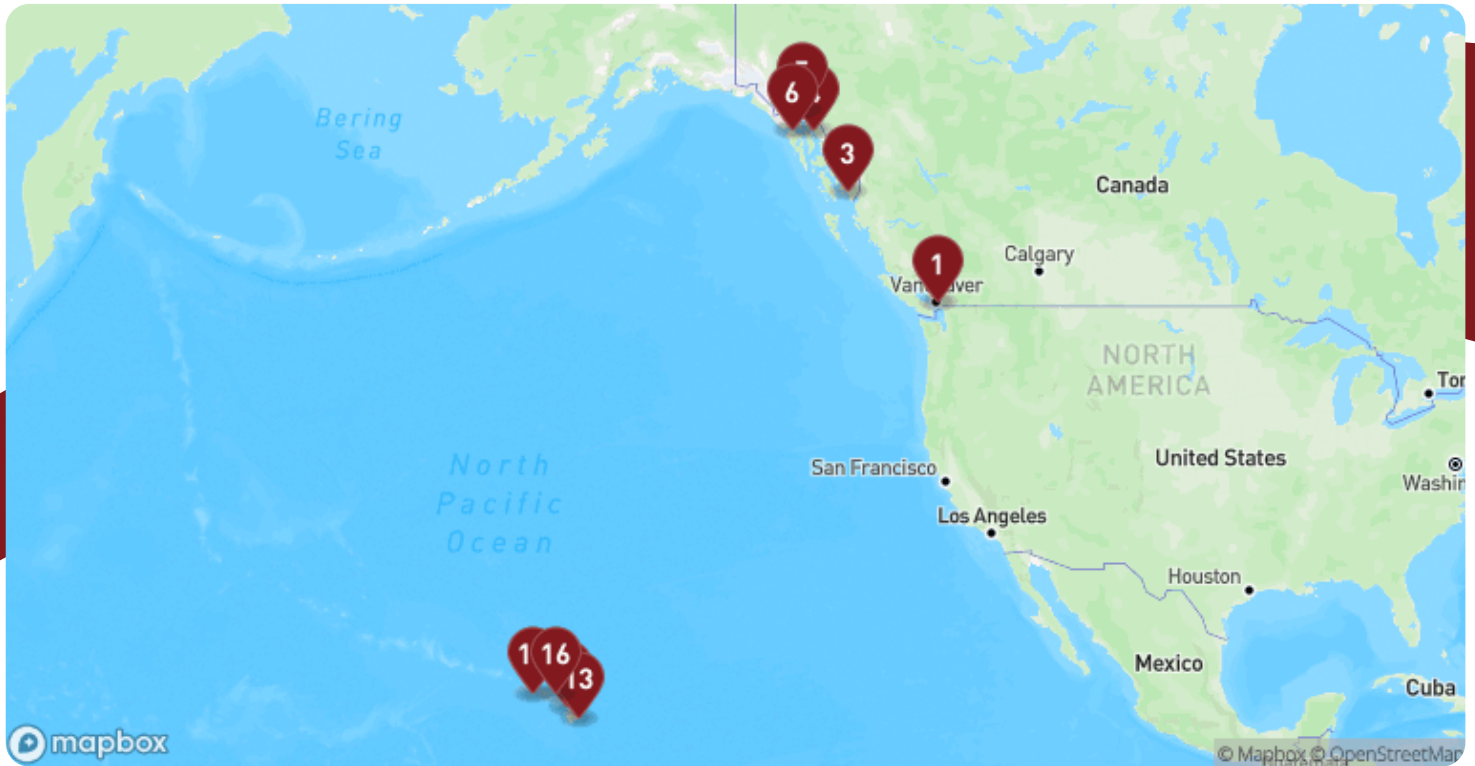 Bering
Sea
6
3
Canada
1
Calgary
NORTH
AMERICA
United States
North
Pacific
Ocean
San Francisco
Los Angeles
Houston
16
13
Mexico
Cuba
mapbox
© Mapbox © OpenStreetMap